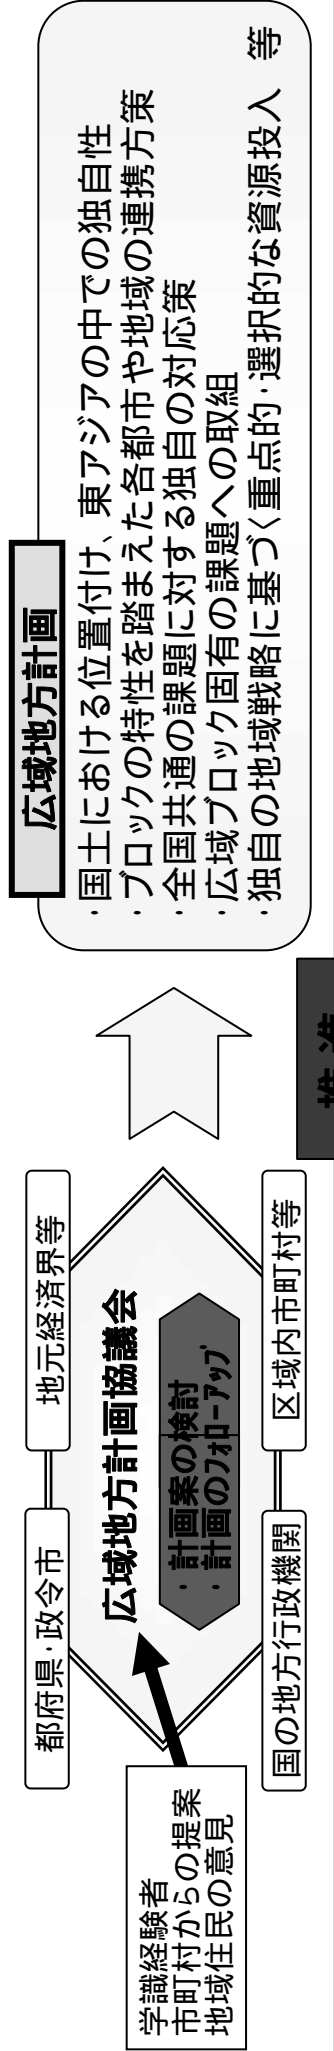 広域地方計画
・国土における位置付け、東アジアの中での独自性
・ブロックの特性を踏まえた各都市や地域の連携方策
・全国共通の課題に対する独自の対応策
・広域ブロック固有の課題への取組
・独自の地域戦略に基づく重点的・選択的な資源投入　等
都府県・政令市
地元経済界等
広域地方計画協議会
・計画案の検討
・計画のフォローアップ
国の地方行政機関
区域内市町村等
学識経験者
市町村からの提案
地域住民の意見
推進